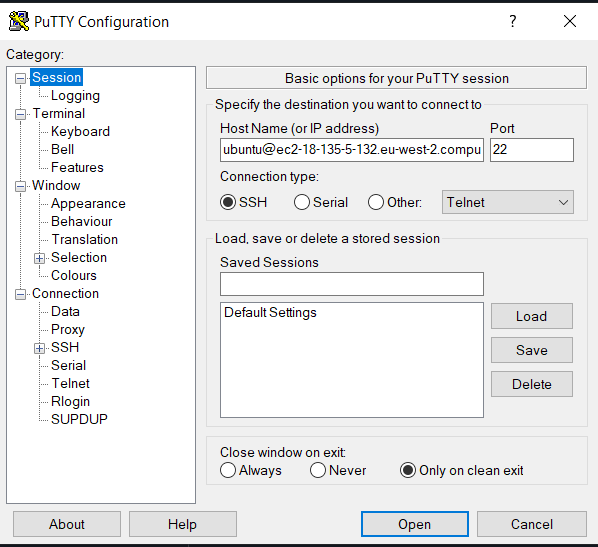 PuTTY Configuration
?
Category:
Session
Logging
Terminal
Keyboard
Bell
Features
Window
Appearance
Behaviour
Translation
Selection
Colours
Connection
Data
Proxy
SSH
Serial
Telnet
Rlogin
SUPDUP
Basic options for your PuTTY session
Specify the destination you want to connect to
Host Name (or IP address) Port
ubuntu@ec2-18-135-5-132.eu-west-2.compu 22
Connection type:
SSH Serial Other: Telnet
Load, save or delete a stored session
Saved Sessions
Default Settings
Load
Save
Delete
Close window on exit:
Always Never Only on clean exit
About Help Open Cancel